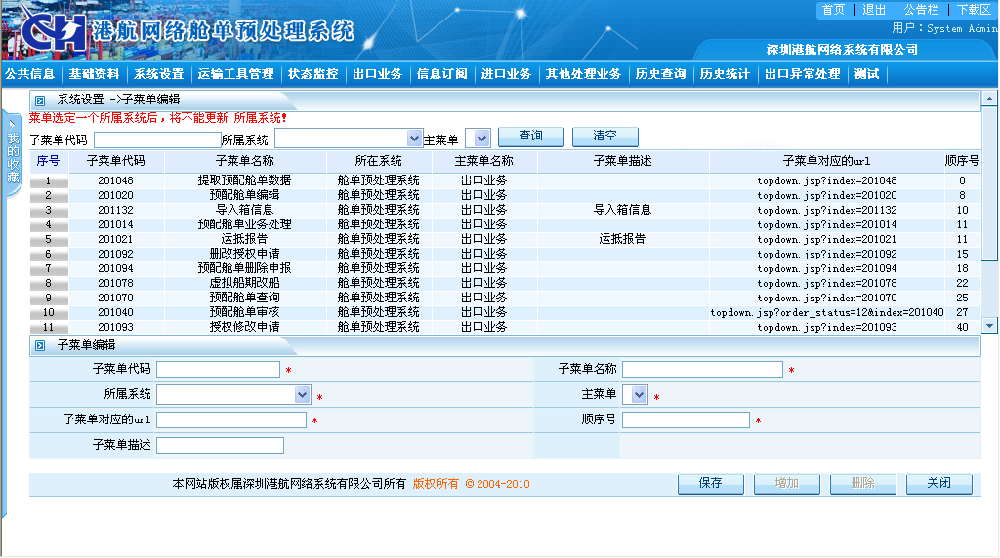 首页 退出 公告栏 下载区
用户：System Admin
CH 港航网络舱单预处理系统
深圳港航网络系统有限公司
公共信息 基础资料 系统设置 运输工具管理 状态监控 出口业务 信息订阅 进口业务 其他处理业务 历史查询 历史统计 出口异常处理 测试
我的收藏
系统设置 ->子菜单编辑
菜单选定一个所属系统后，将不能更新 所属系统!
子菜单代码 所属系统 主菜单 查询 清空
序号 子菜单代码 子菜单名称 所在系统 主菜单名称 子菜单描述 子菜单对应的url 顺序号
1 201048 提取预配舱单数据 舱单预处理系统 出口业务 topdown.jsp?index=201048 0
2 201020 预配舱单编辑 舱单预处理系统 出口业务 topdown.jsp?index=201020 8
3 201132 导入箱信息 舱单预处理系统 出口业务 导入箱信息 topdown.jsp?index=201132 10
4 201014 预配舱单业务处理 舱单预处理系统 出口业务 topdown.jsp?index=201014 11
5 201021 运抵报告 舱单预处理系统 出口业务 运抵报告 topdown.jsp?index=201021 11
6 201092 删改授权申请 舱单预处理系统 出口业务 topdown.jsp?index=201092 15
7 201094 预配舱单删除申报 舱单预处理系统 出口业务 topdown.jsp?index=201094 18
8 201078 虚拟船期改船 舱单预处理系统 出口业务 topdown.jsp?index=201078 22
9 201070 预配舱单查询 舱单预处理系统 出口业务 topdown.jsp?index=201070 25
10 201040 预配舱单审核 舱单预处理系统 出口业务 topdown.jsp?order_status=12&index=201040 27
11 201093 授权修改申请 舱单预处理系统 出口业务 topdown.jsp?index=201093 40
子菜单编辑
子菜单代码 * 子菜单名称 *
所属系统 * 主菜单 *
子菜单对应的url * 顺序号 *
子菜单描述
本网站版权属深圳港航网络系统有限公司所有 版权所有 © 2004-2010 保存 增加 删除 关闭